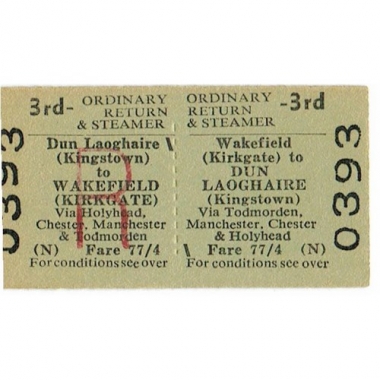 3rd- ORDINARY
RETURN
& STEAMER
Dun Laoghaire \
(Kingstown)
to
WAKEFIELD
(KIRKGATE)
Via Holyhead,
Chester, Manchester
& Todmorden
(N) Fare 77/4
For conditions see over
0393
R
ORDINARY -3rd
RETURN
& STEAMER
Wakefield
(Kirkgate) to
DUN
LAOGHAIRE
(Kingstown)
Via Todmorden,
Manchester, Chester
& Holyhead
\ Fare 77/4 (N)
For conditions see over
0393